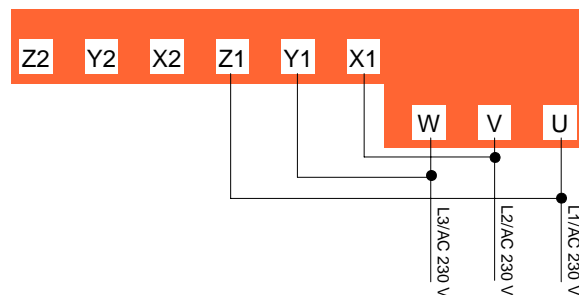 Z2 Y2 X2 Z1 Y1 X1
W V U
L3/AC 230 V
L2/AC 230 V
L1/AC 230 V